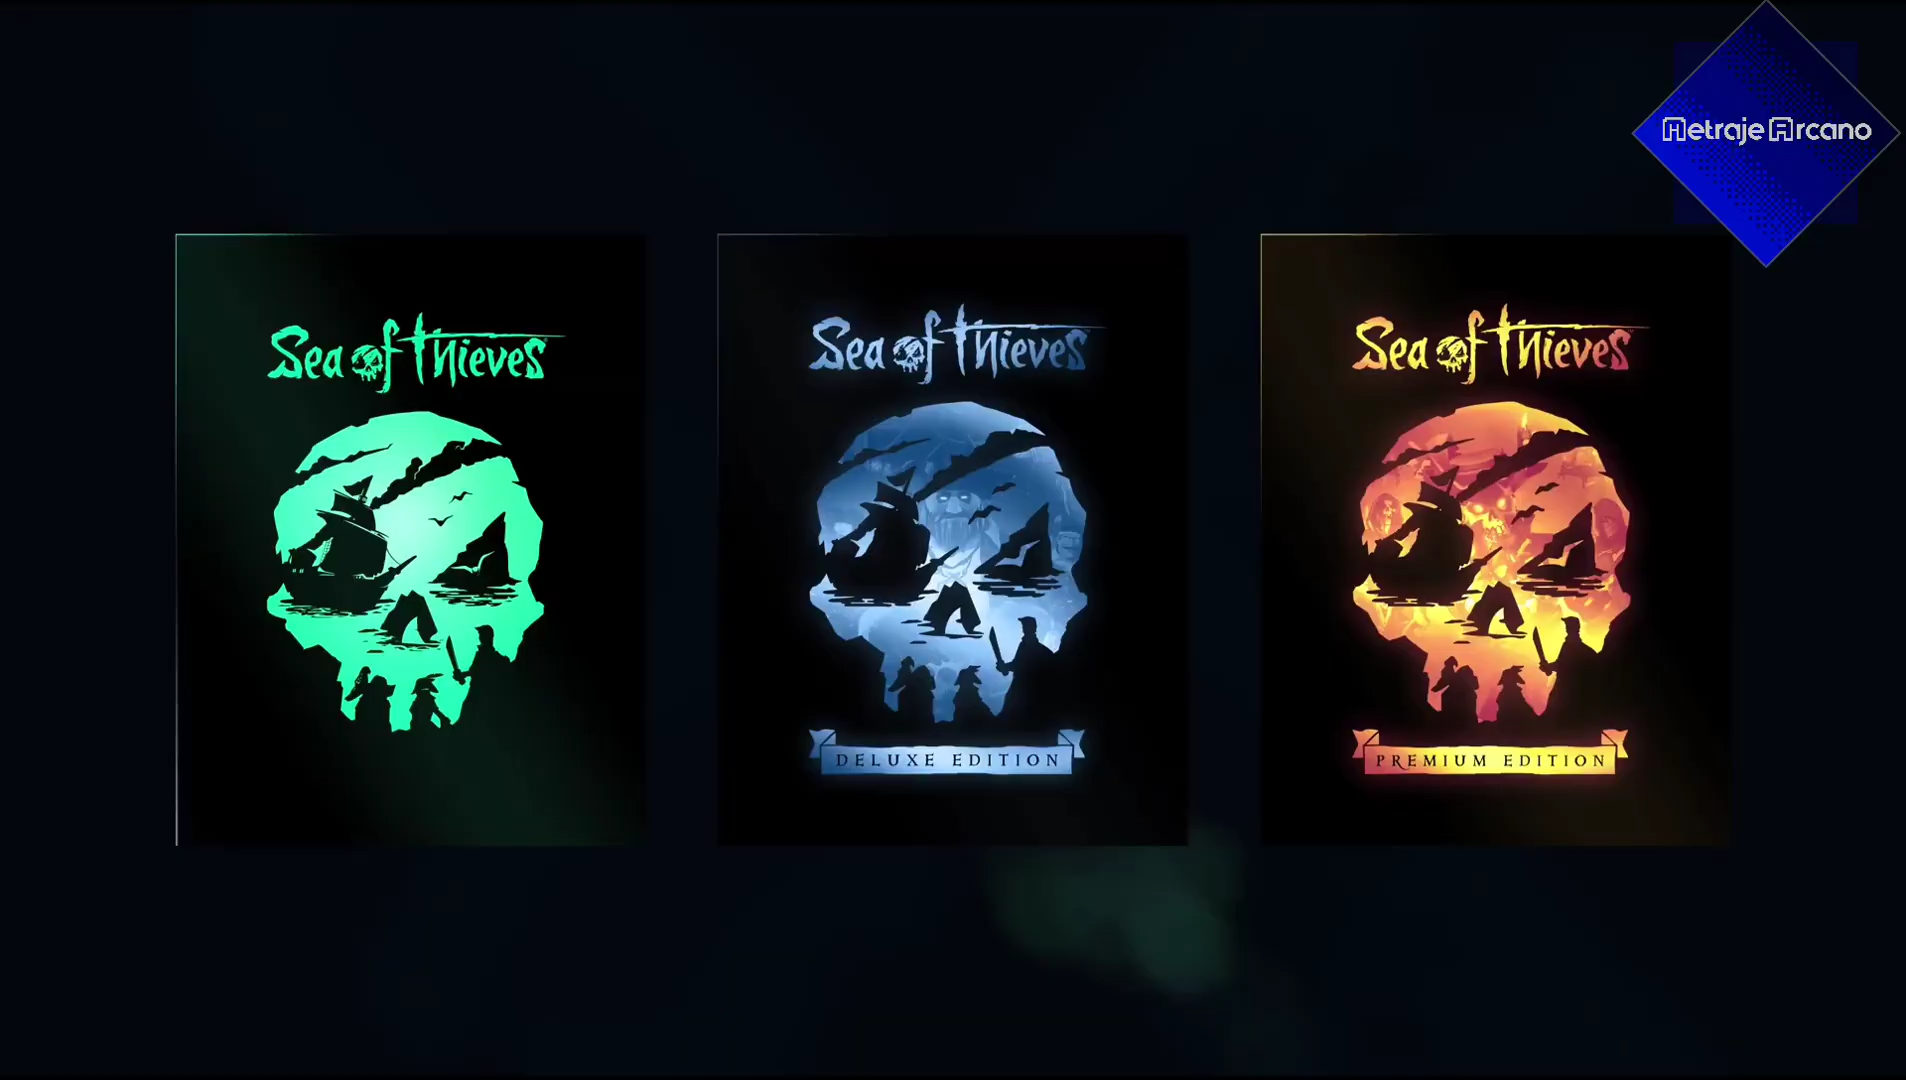 Metraje Arcano
Sea of Thieves
Sea of Thieves
Sea of Thieves
DELUXE EDITION
PREMIUM EDITION